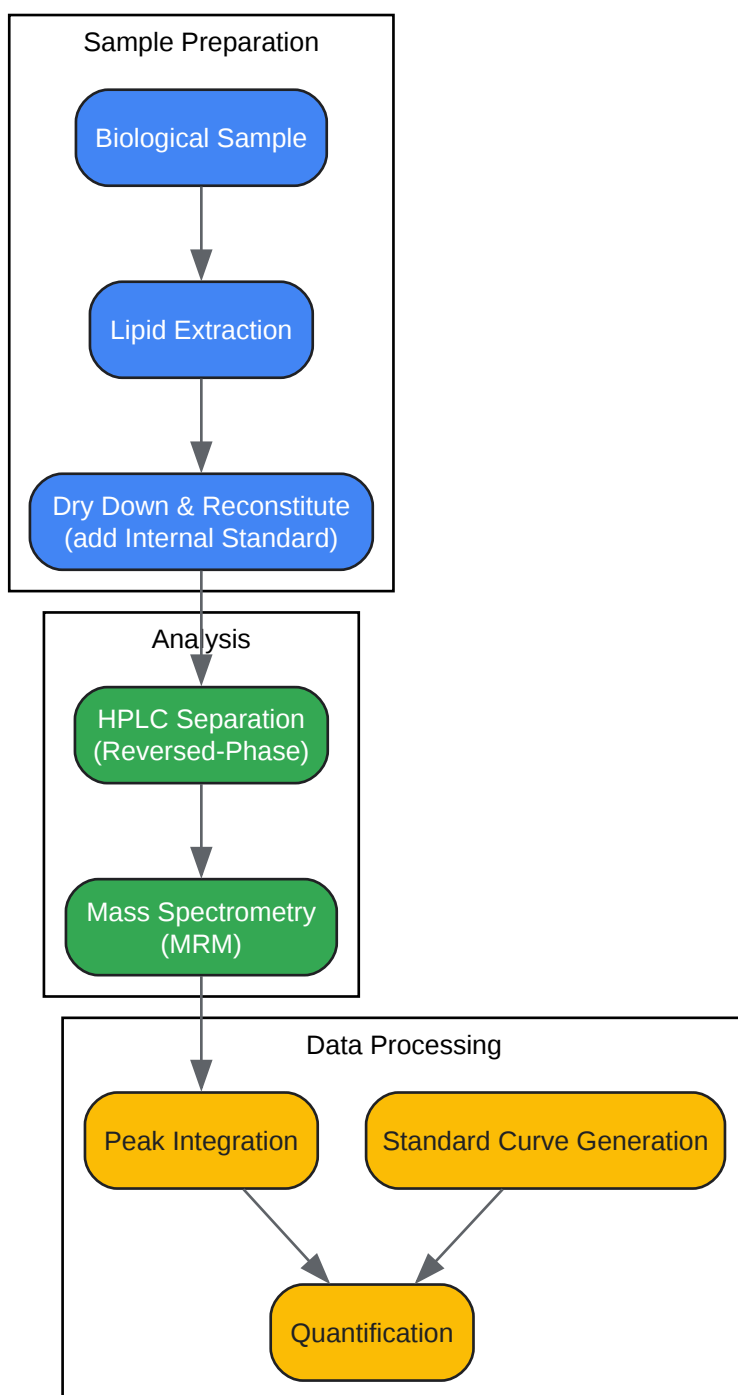 Sample Preparation
Biological Sample
Lipid Extraction
Dry Down & Reconstitute
(add Internal Standard)
Analysis
HPLC Separation
(Reversed-Phase)
Mass Spectrometry
(MRM)
Data Processing
Peak Integration
Standard Curve Generation
Quantification